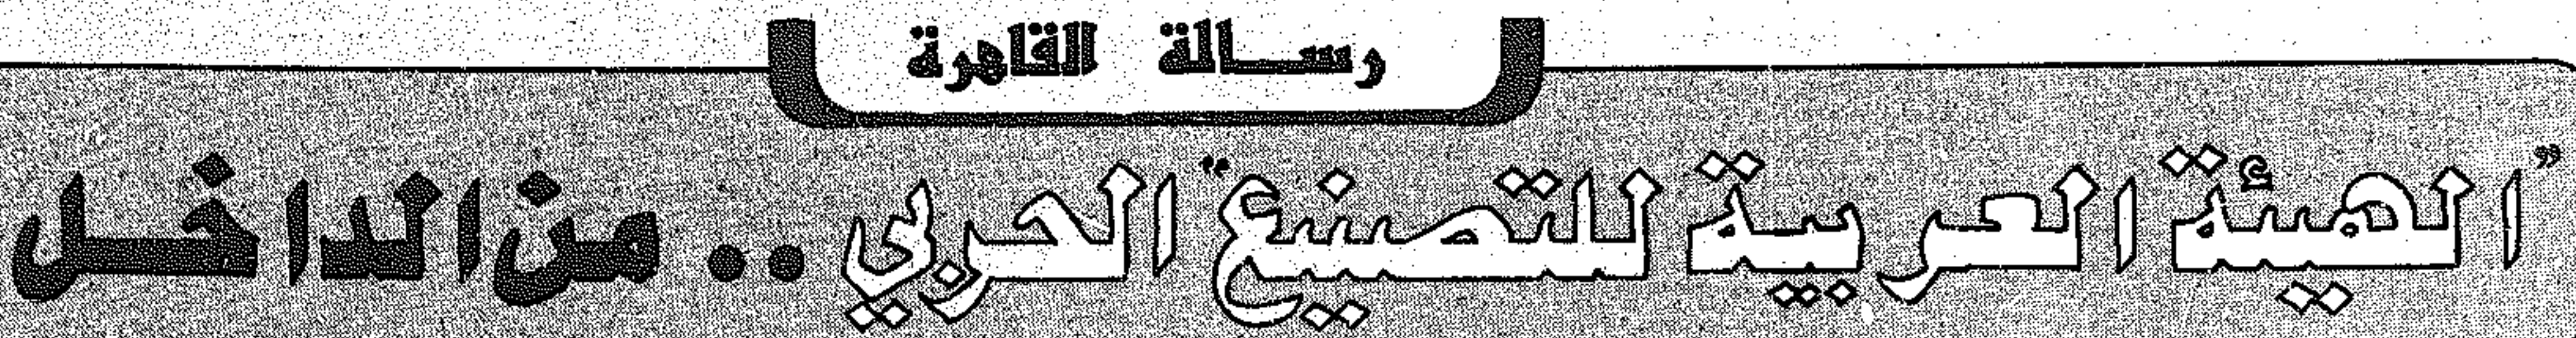 رسالة القاهرة
"الهيئة العربية للتصنيع" الحربي .. من الداخل